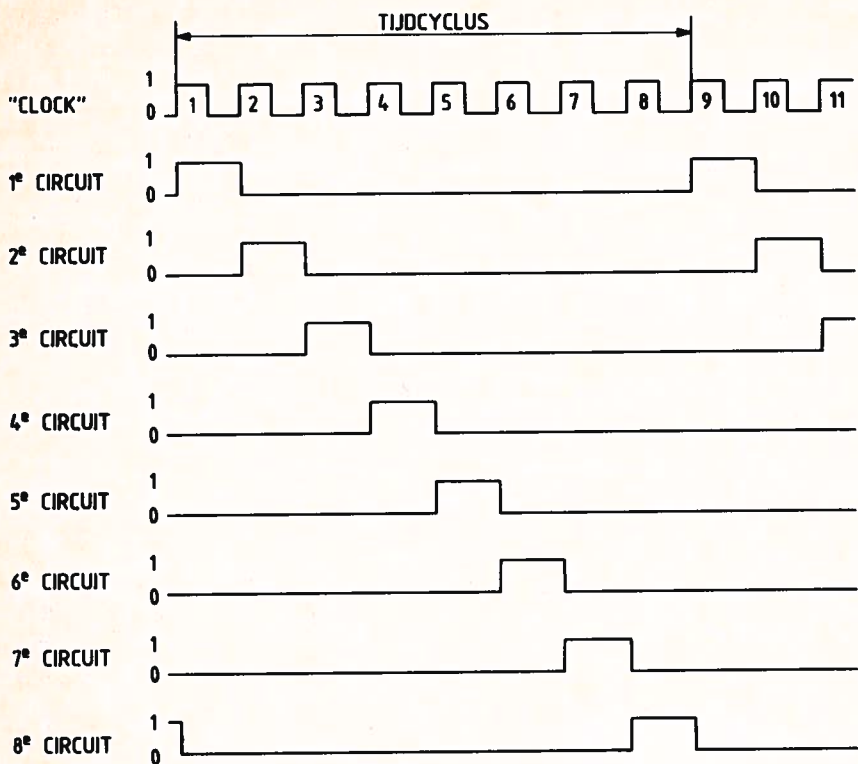 TIJDCYCLUS
"CLOCK" 1 0 1 2 3 4 5 6 7 8 9 10 11
1e CIRCUIT 1 0
2e CIRCUIT 1 0
3e CIRCUIT 1 0
4e CIRCUIT 1 0
5e CIRCUIT 1 0
6e CIRCUIT 1 0
7e CIRCUIT 1 0
8e CIRCUIT 1 0